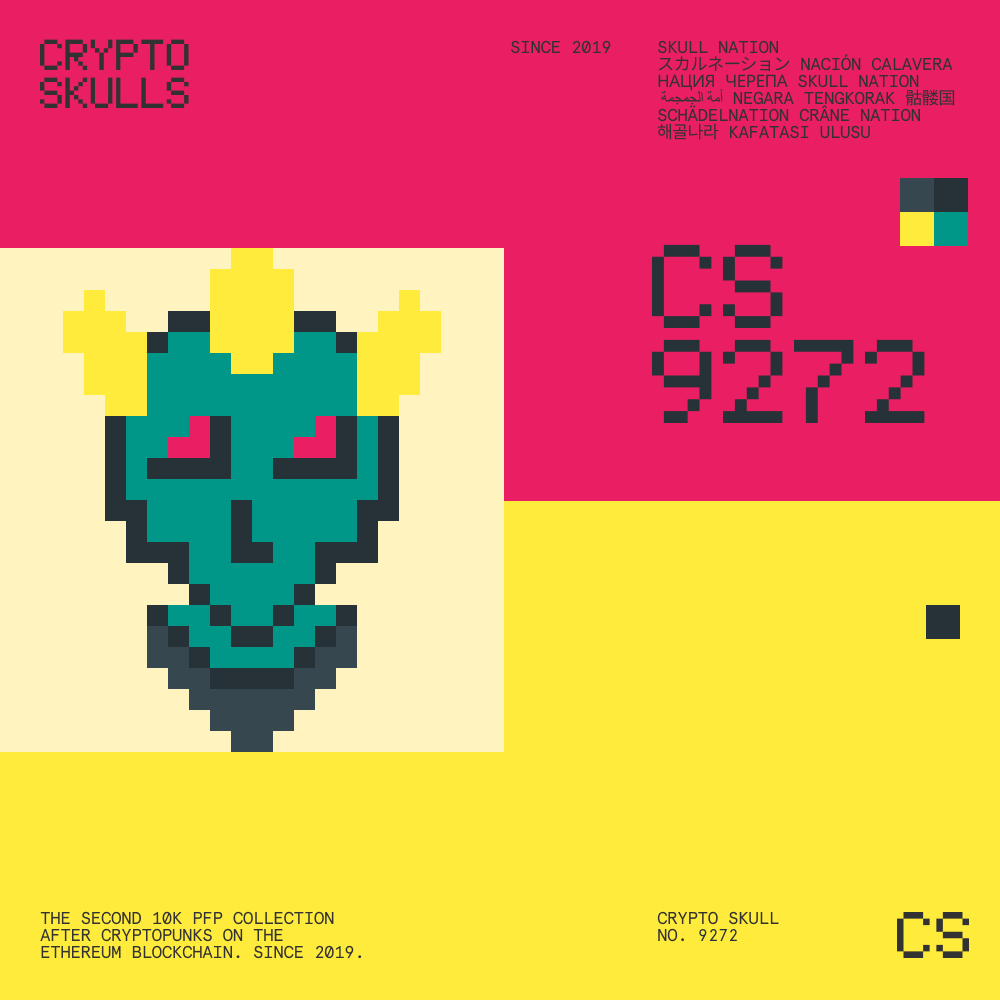 CRYPTO
SKULLS
SINCE 2019
SKULL NATION
スカルネーション NACIÓN CALAVERA
НАЦИЯ ЧЕРЕПА SKULL NATION
أمة الجمجمة NEGARA TENGKORAK 骷髅国
SCHÄDELNATION CRÂNE NATION
해골나라 KAFATASI ULUSU
CS
9272
THE SECOND 10K PFP COLLECTION
AFTER CRYPTOPUNKS ON THE
ETHEREUM BLOCKCHAIN. SINCE 2019.
CRYPTO SKULL
NO. 9272
CS